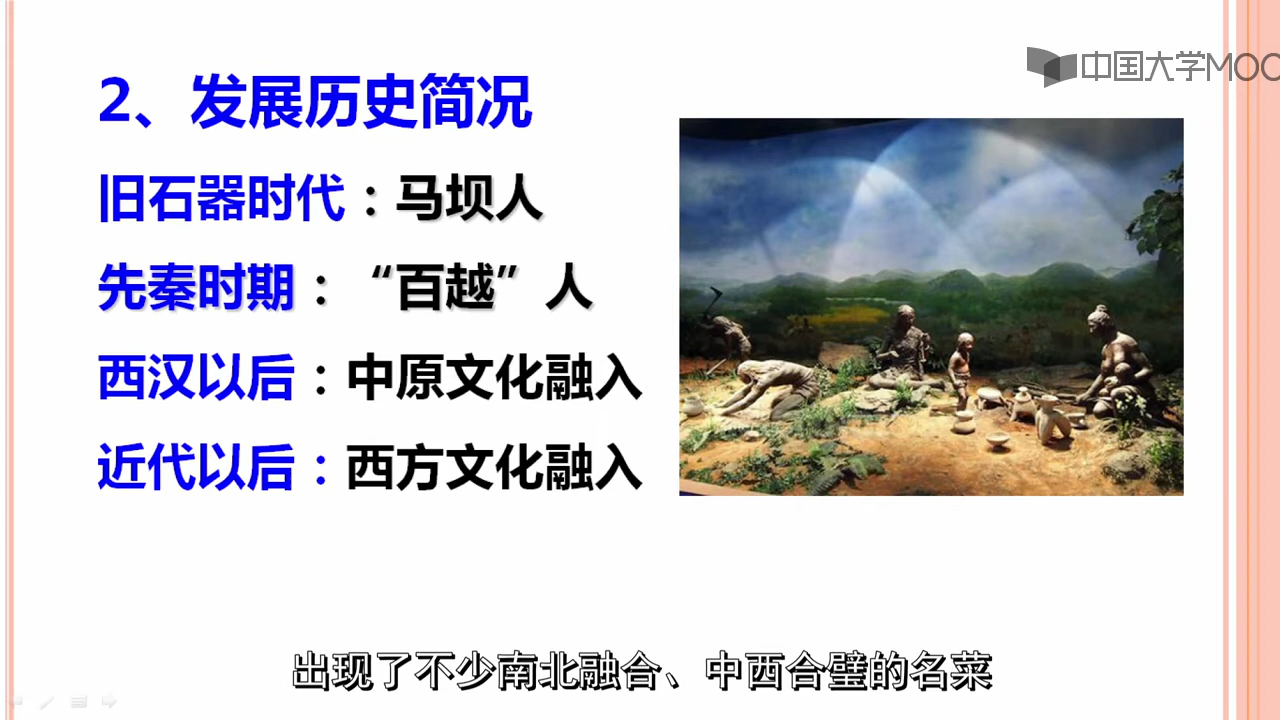 中国大学MOO
2、发展历史简况
旧石器时代：马坝人
先秦时期：“百越”人
西汉以后：中原文化融入
近代以后：西方文化融入
出现了不少南北融合、中西合璧的名菜